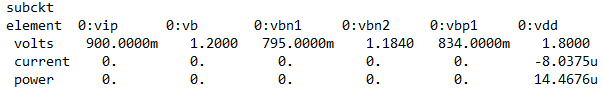 subckt
element  0:vip      0:vb       0:vbn1     0:vbn2     0:vbp1     0:vdd
 volts    900.0000m    1.2000   795.0000m    1.1840   834.0000m    1.8000
 current    0.         0.         0.         0.         0.        -8.0375u
 power      0.         0.         0.         0.         0.        14.4676u